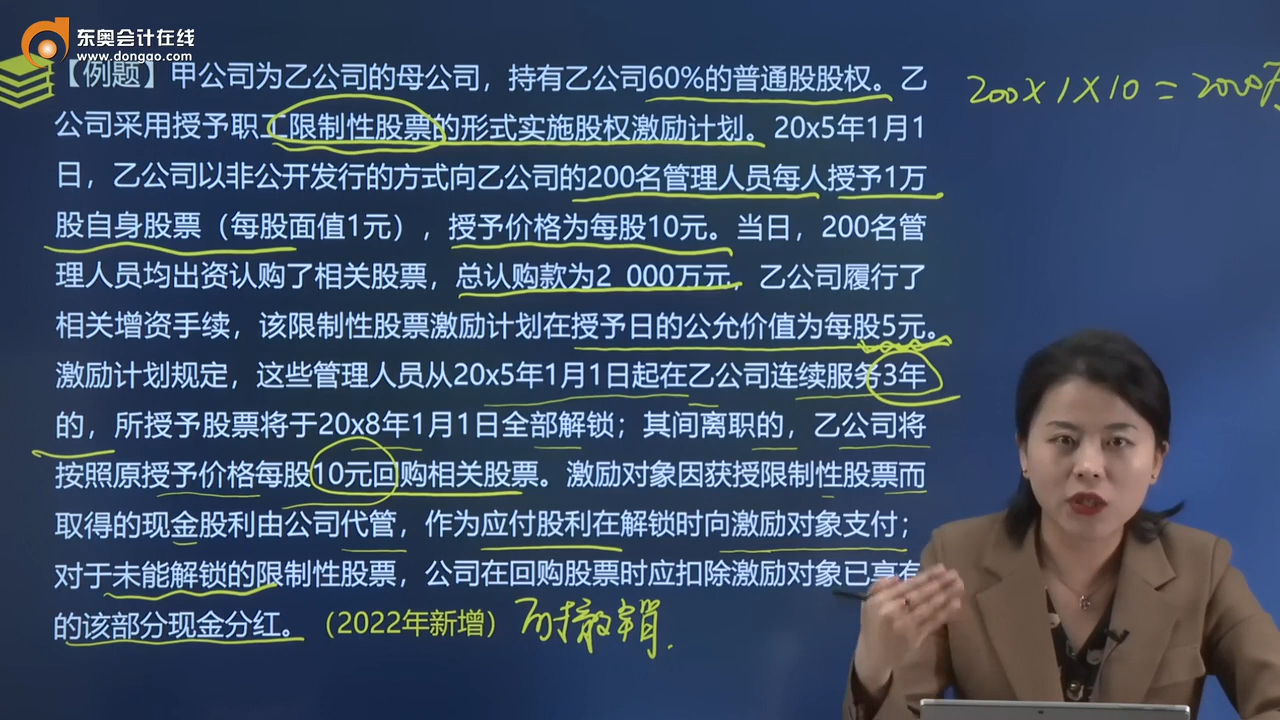 东奥会计在线
www.dongao.com
【例题】甲公司为乙公司的母公司，持有乙公司60%的普通股股权。乙
200×1×10=2000万
公司采用授予职工限制性股票的形式实施股权激励计划。20x5年1月1
日，乙公司以非公开发行的方式向乙公司的200名管理人员每人授予1万
股自身股票（每股面值1元），授予价格为每股10元。当日，200名管
理人员均出资认购了相关股票，总认购款为2 000万元，乙公司履行了
相关增资手续，该限制性股票激励计划在授予日的公允价值为每股5元。
激励计划规定，这些管理人员从20x5年1月1日起在乙公司连续服务3年
的，所授予股票将于20x8年1月1日全部解锁；其间离职的，乙公司将
按照原授予价格每股10元回购相关股票。激励对象因获授限制性股票而
取得的现金股利由公司代管，作为应付股利在解锁时向激励对象支付；
对于未能解锁的限制性股票，公司在回购股票时应扣除激励对象已享有
的该部分现金分红。（2022年新增）可撤销.